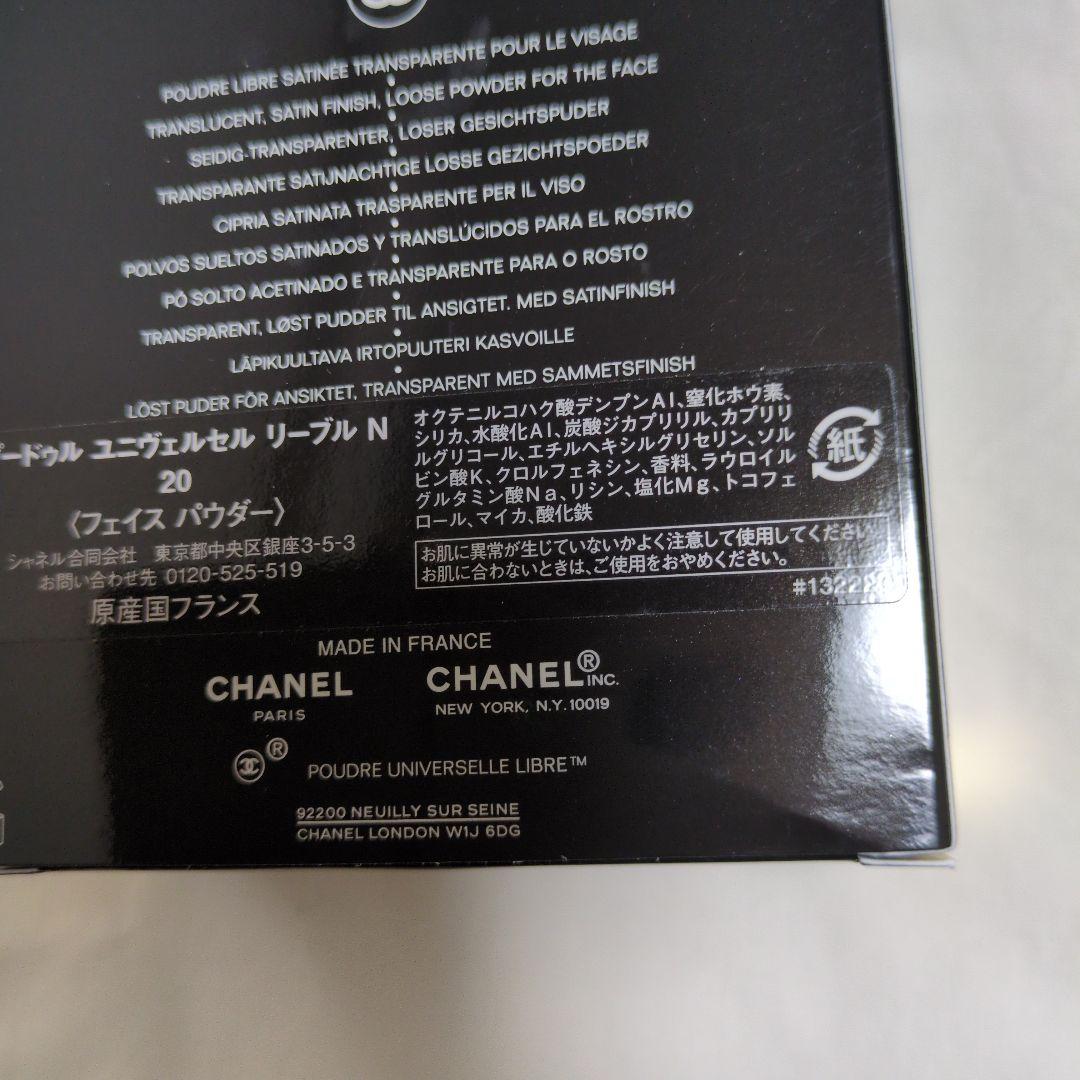 POUDRE LIBRE SATINÉE TRANSPARENTE POUR LE VISAGE
TRANSLUCENT, SATIN FINISH, LOOSE POWDER FOR THE FACE
SEIDIG-TRANSPARENTER, LOSER GESICHTSPUDER
TRANSPARANTE SATIJNACHTIGE LOSSE GEZICHTSPOEDER
CIPRIA SATINATA TRASPARENTE PER IL VISO
POLVOS SUELTOS SATINADOS Y TRANSLÚCIDOS PARA EL ROSTRO
PÓ SOLTO ACETINADO E TRANSPARENTE PARA O ROSTO
TRANSPARENT, LØST PUDDER TIL ANSIGTET. MED SATINFINISH
LÄPIKUULTAVA IRTOPUUTERI KASVOILLE
LÖST PUDER FÖR ANSIKTET, TRANSPARENT MED SAMMETSFINISH
ードゥル ユニヴェルセル リーブル N
20
〈フェイス パウダー〉
シャネル合同会社 東京都中央区銀座3-5-3
お問い合わせ先 0120-525-519
原産国フランス
オクテニルコハク酸デンプンAl、窒化ホウ素、
シリカ、水酸化Al、炭酸ジカプリリル、カプリリ
ルグリコール、エチルヘキシルグリセリン、ソル
ビン酸K、クロルフェネシン、香料、ラウロイル
グルタミン酸Na、リシン、塩化Mg、トコフェ
ロール、マイカ、酸化鉄
紙
お肌に異常が生じていないかよく注意して使用してください。
お肌に合わないときは、ご使用をおやめください。
#13222
MADE IN FRANCE
CHANEL
PARIS
CHANEL® INC.
NEW YORK, N.Y. 10019
®
POUDRE UNIVERSELLE LIBRE™
92200 NEUILLY SUR SEINE
CHANEL LONDON W1J 6DG